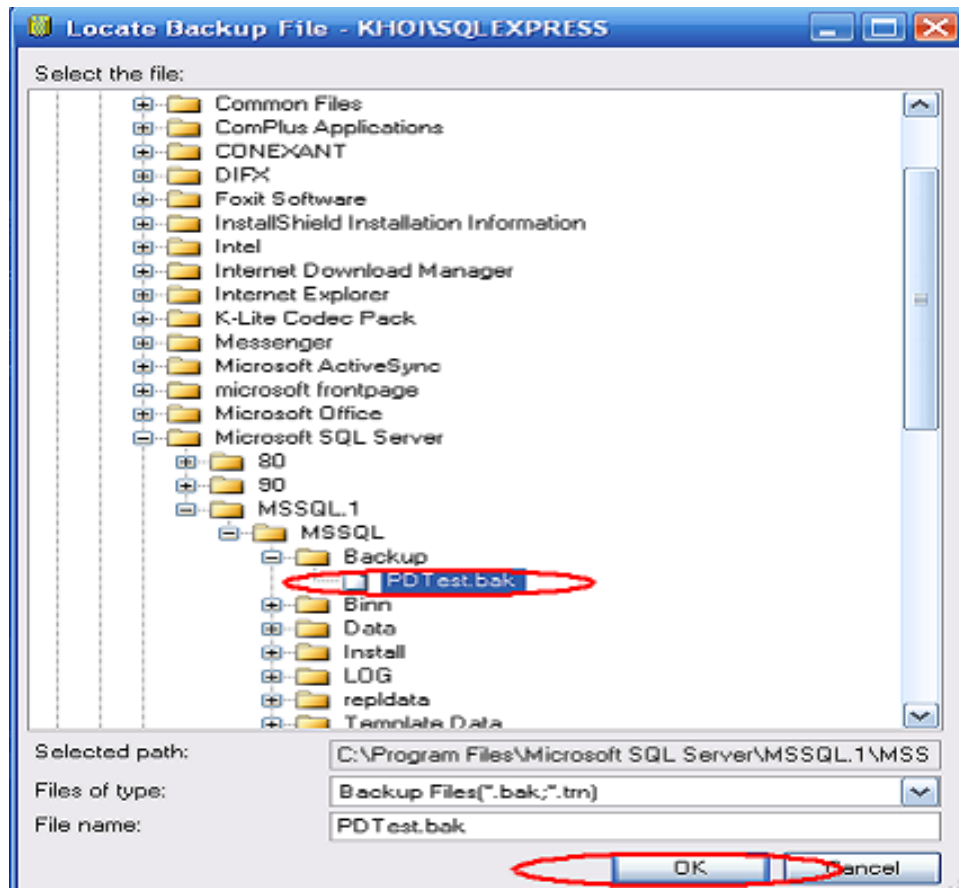 Locate Backup File - KHOI\SQLEXPRESS
Select the file:
Common Files
ComPlus Applications
CONEXANT
DIFX
Foxit Software
InstallShield Installation Information
Intel
Internet Download Manager
Internet Explorer
K-Lite Codec Pack
Messenger
Microsoft ActiveSync
microsoft frontpage
Microsoft Office
Microsoft SQL Server
80
90
MSSQL.1
MSSQL
Backup
PDTest.bak
Binn
Data
Install
LOG
repldata
Template Data
Selected path: C:\Program Files\Microsoft SQL Server\MSSQL.1\MSS
Files of type: Backup Files(*.bak;*.trn)
File name: PDTest.bak
OK Cancel